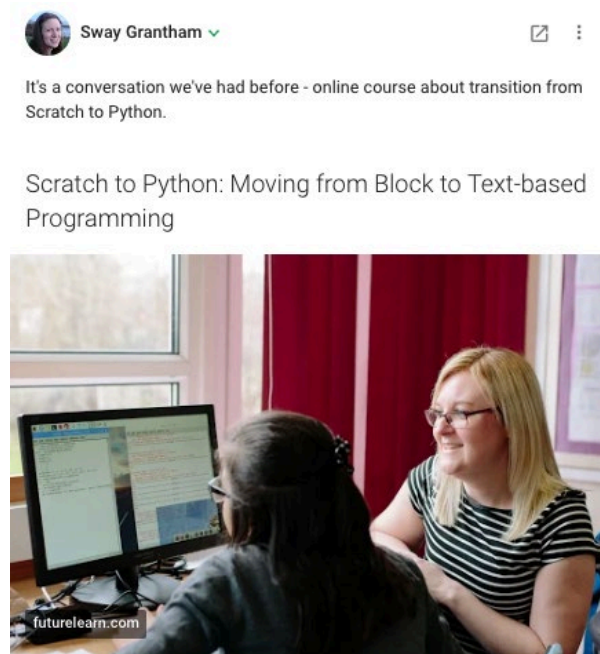 Sway Grantham
It's a conversation we've had before - online course about transition from
Scratch to Python.
Scratch to Python: Moving from Block to Text-based
Programming
futurelearn.com